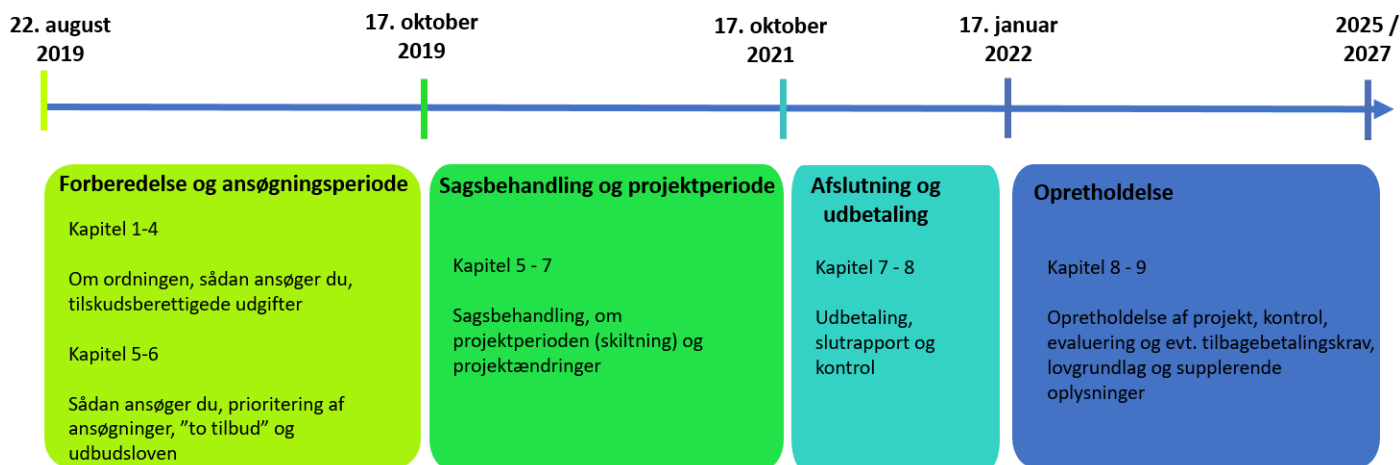 22. august
2019
17. oktober
2019
17. oktober
2021
17. januar
2022
2025 /
2027
Forberedelse og ansøgningsperiode
Kapitel 1-4
Om ordningen, sådan ansøger du,
tilskudsberettigede udgifter
Kapitel 5-6
Sådan ansøger du, prioritering af
ansøgninger, ”to tilbud” og
udbudsloven
Sagsbehandling og projektperiode
Kapitel 5 - 7
Sagsbehandling, om
projektperioden (skiltning) og
projektændringer
Afslutning og
udbetaling
Kapitel 7 - 8
Udbetaling,
slutrapport og
kontrol
Opretholdelse
Kapitel 8 - 9
Opretholdelse af projekt, kontrol,
evaluering og evt. tilbagebetalingskrav,
lovgrundlag og supplerende
oplysninger